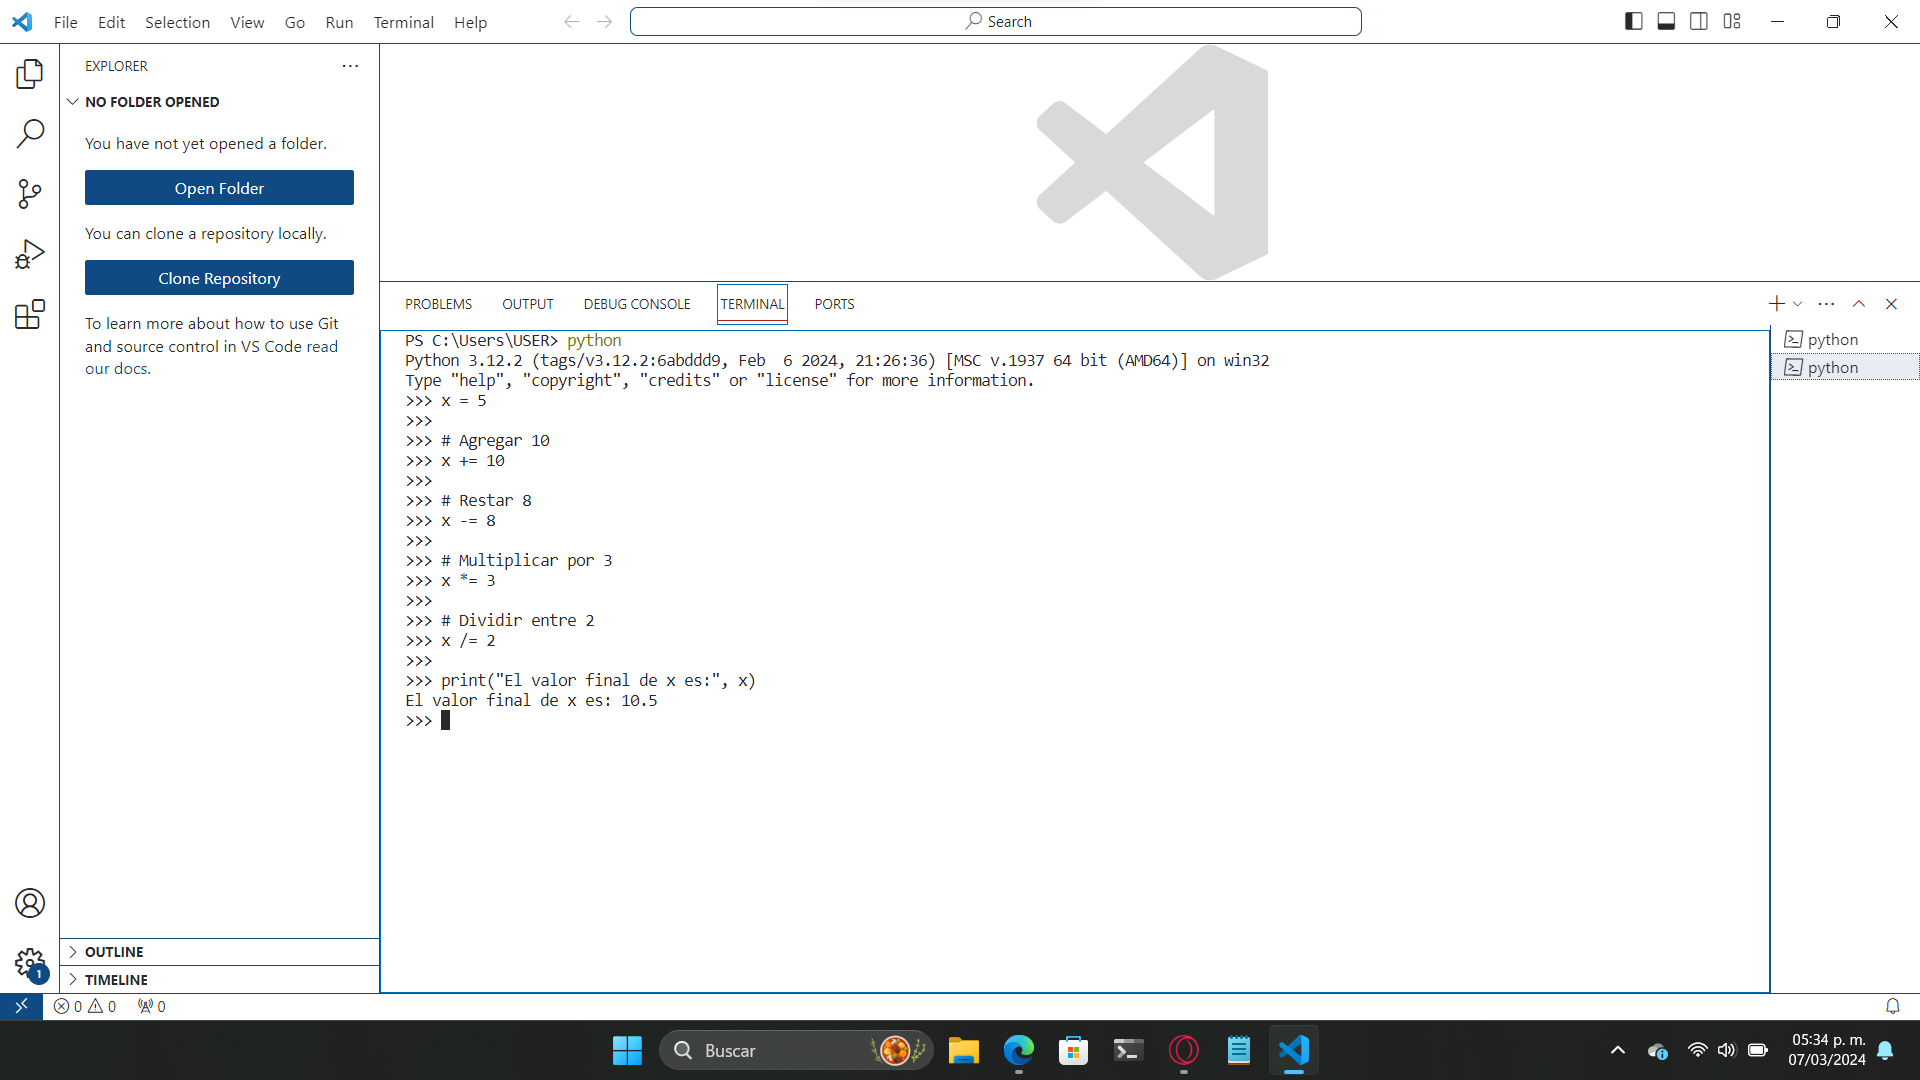 File Edit Selection View Go Run Terminal Help
Search
EXPLORER
NO FOLDER OPENED
You have not yet opened a folder.
Open Folder
You can clone a repository locally.
Clone Repository
To learn more about how to use Git
and source control in VS Code read
our docs.
OUTLINE
TIMELINE
PROBLEMS OUTPUT DEBUG CONSOLE TERMINAL PORTS
PS C:\Users\USER> python
Python 3.12.2 (tags/v3.12.2:6abddd9, Feb  6 2024, 21:26:36) [MSC v.1937 64 bit (AMD64)] on win32
Type "help", "copyright", "credits" or "license" for more information.
>>> x = 5
>>>
>>> # Agregar 10
>>> x += 10
>>>
>>> # Restar 8
>>> x -= 8
>>>
>>> # Multiplicar por 3
>>> x *= 3
>>>
>>> # Dividir entre 2
>>> x /= 2
>>>
>>> print("El valor final de x es:", x)
El valor final de x es: 10.5
>>>
python
python
1
0 0 0
Buscar
05:34 p. m.
07/03/2024